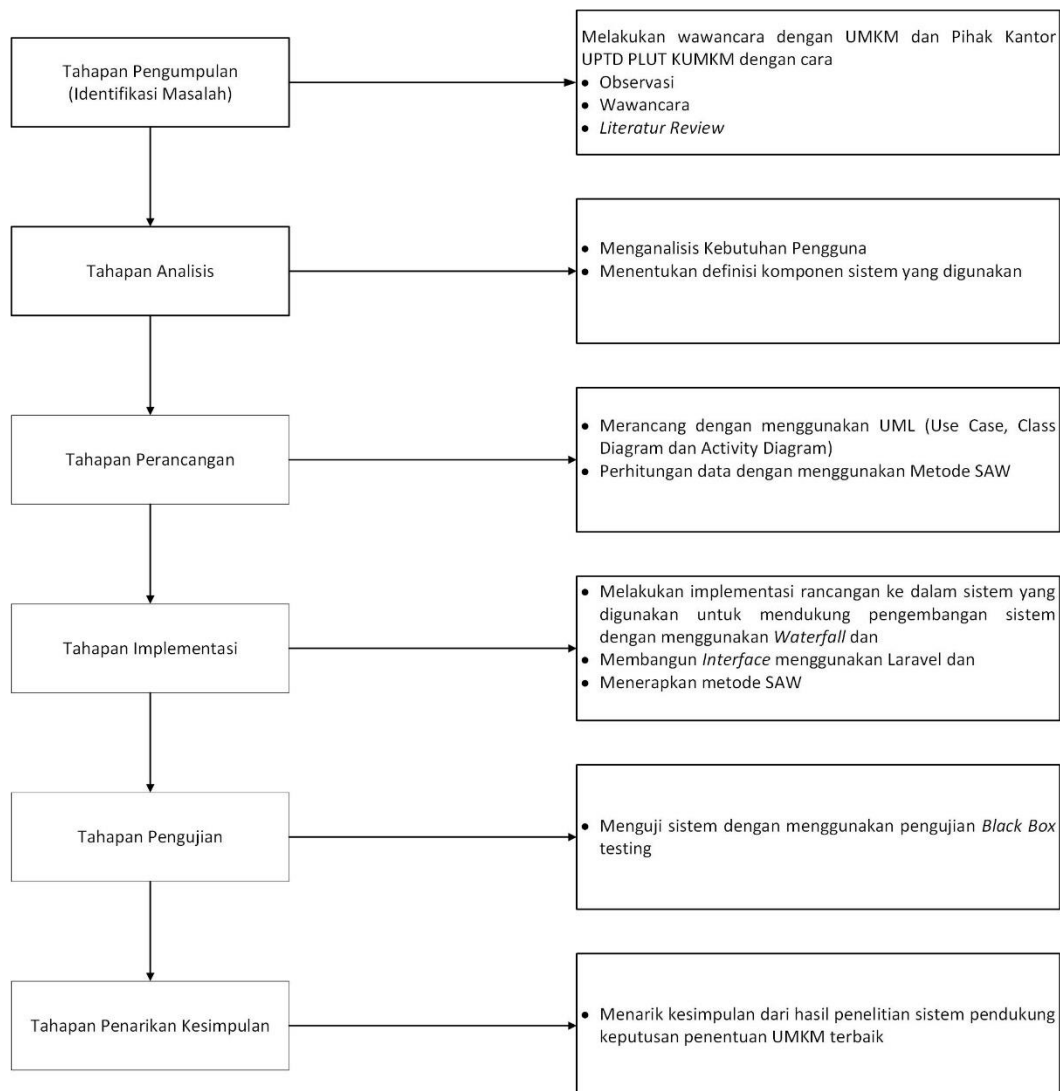 Tahapan Pengumpulan
(Identifikasi Masalah)
Melakukan wawancara dengan UMKM dan Pihak Kantor
UPTD PLUT KUMKM dengan cara
• Observasi
• Wawancara
• Literatur Review
Tahapan Analisis
• Menganalisis Kebutuhan Pengguna
• Menentukan definisi komponen sistem yang digunakan
Tahapan Perancangan
• Merancang dengan menggunakan UML (Use Case, Class
Diagram dan Activity Diagram)
• Perhitungan data dengan menggunakan Metode SAW
Tahapan Implementasi
• Melakukan implementasi rancangan ke dalam sistem yang
digunakan untuk mendukung pengembangan sistem
dengan menggunakan Waterfall dan
• Membangun Interface menggunakan Laravel dan
• Menerapkan metode SAW
Tahapan Pengujian
• Menguji sistem dengan menggunakan pengujian Black Box
testing
Tahapan Penarikan Kesimpulan
• Menarik kesimpulan dari hasil penelitian sistem pendukung
keputusan penentuan UMKM terbaik